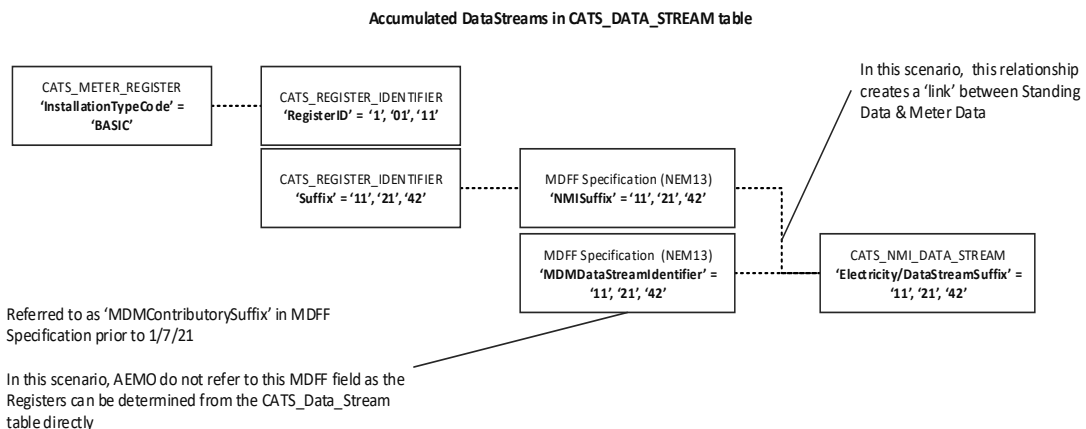 Accumulated DataStreams in CATS_DATA_STREAM table
CATS_METER_REGISTER
‘InstallationTypeCode’ =
‘BASIC’
CATS_REGISTER_IDENTIFIER
‘RegisterID’ = ‘1’, ‘01’, ‘11’
In this scenario, this relationship
creates a ‘link’ between Standing
Data & Meter Data
CATS_REGISTER_IDENTIFIER
‘Suffix’ = ‘11’, ‘21’, ‘42’
MDFF Specification (NEM13)
‘NMISuffix’ = ‘11’, ‘21’, ‘42’
MDFF Specification (NEM13)
‘MDMDataStreamIdentifier’ =
‘11’, ‘21’, ‘42’
CATS_NMI_DATA_STREAM
‘Electricity/DataStreamSuffix’ =
‘11’, ‘21’, ‘42’
Referred to as ‘MDMContributorySuffix’ in MDFF
Specification prior to 1/7/21
In this scenario, AEMO do not refer to this MDFF field as the
Registers can be determined from the CATS_Data_Stream
table directly